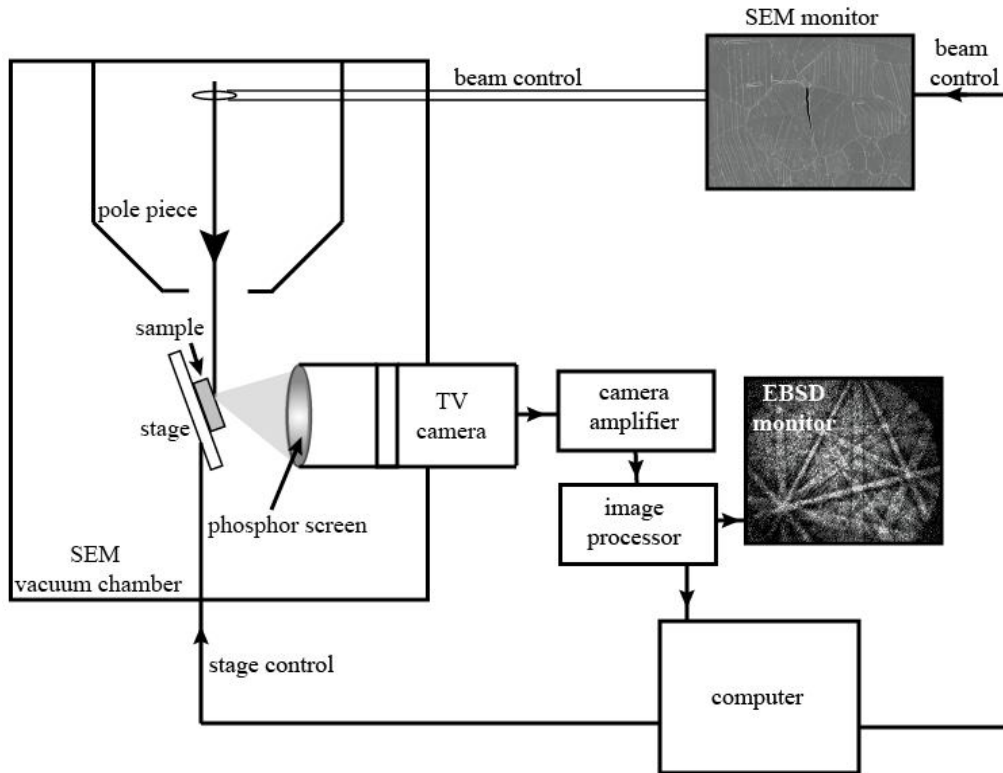 SEM monitor
beam
control
beam control
pole piece
sample
stage
TV
camera
phosphor screen
camera
amplifier
EBSD
monitor
image
processor
SEM
vacuum chamber
stage control
computer